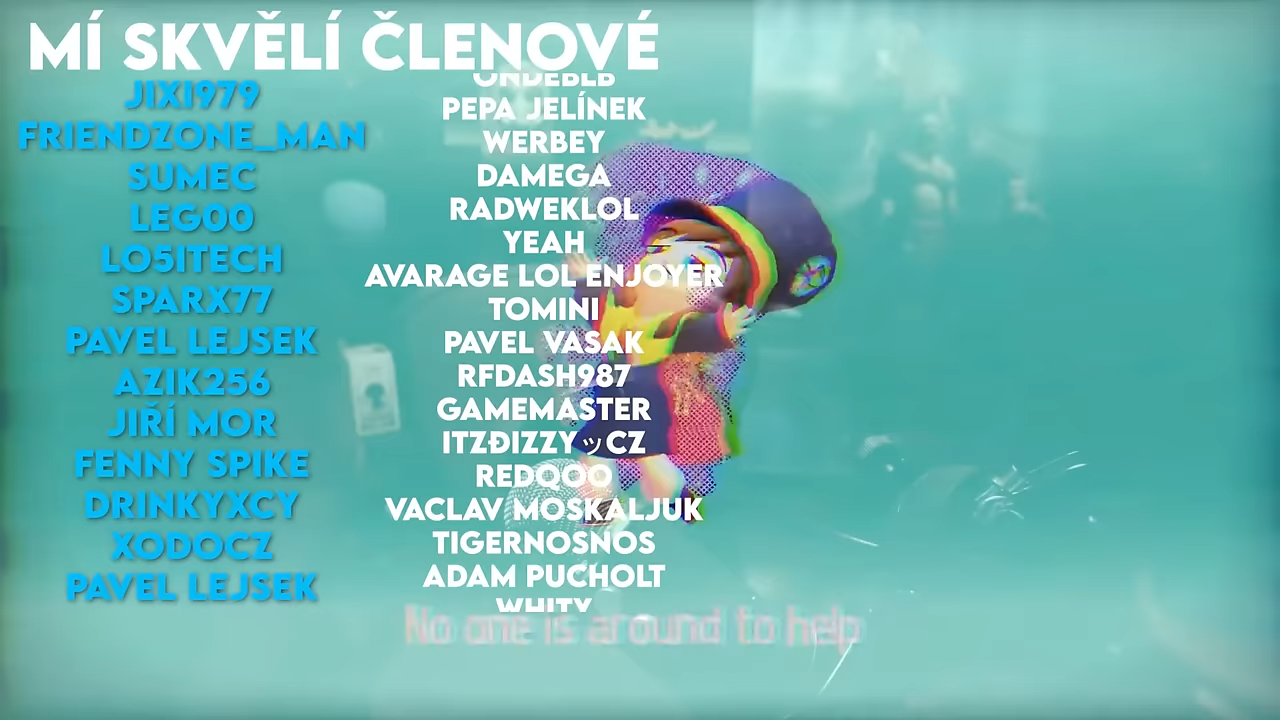 MÍ SKVĚLÍ ČLENOVÉ
JIXI979
FRIENDZONE_MAN
SUMEC
LEG00
LO5ITECH
SPARX77
PAVEL LEJSEK
AZIK256
JIŘÍ MOR
FENNY SPIKE
DRINKYXCY
XODOCZ
PAVEL LEJSEK
PEPA JELÍNEK
WERBEY
DAMEGA
RADWEKLOL
YEAH
AVARAGE LOL ENJOYER
TOMINI
PAVEL VASAK
RFDASH987
GAMEMASTER
ITZĐIZZYッCZ
REDQOO
VACLAV MOSKALJUK
TIGERNOSNOS
ADAM PUCHOLT
WHITY
No one is around to help